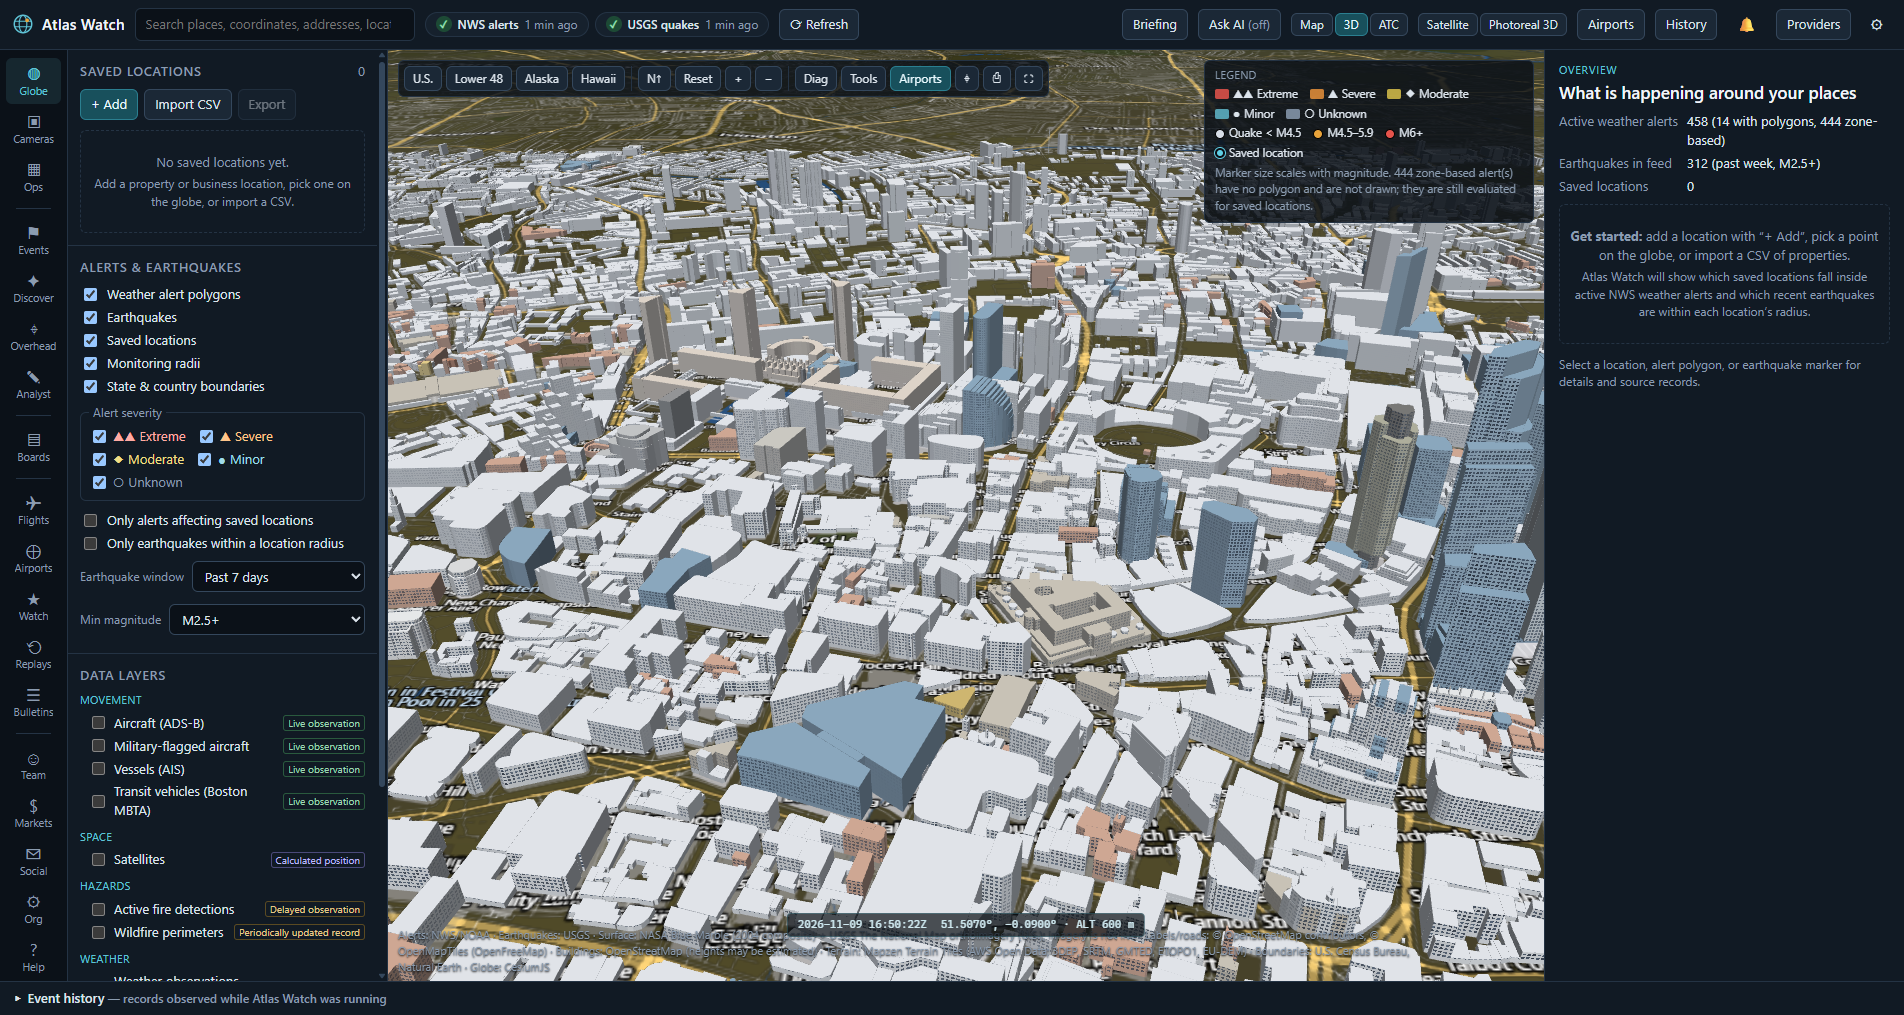 Atlas Watch
Search places, coordinates, addresses, locat
✓ NWS alerts 1 min ago
✓ USGS quakes 1 min ago
⟳ Refresh
Briefing
Ask AI (off)
Map 3D ATC
Satellite Photoreal 3D
Airports
History
Providers
Globe
Cameras
Ops
Events
Discover
Overhead
Analyst
Boards
Flights
Airports
Watch
Replays
Bulletins
Team
Markets
Social
Org
Help
SAVED LOCATIONS 0
+ Add Import CSV Export
No saved locations yet.
Add a property or business location, pick one on
the globe, or import a CSV.
ALERTS & EARTHQUAKES
Weather alert polygons
Earthquakes
Saved locations
Monitoring radii
State & country boundaries
Alert severity
▲▲ Extreme ▲ Severe
◆ Moderate ● Minor
○ Unknown
Only alerts affecting saved locations
Only earthquakes within a location radius
Earthquake window Past 7 days
Min magnitude M2.5+
DATA LAYERS
MOVEMENT
Aircraft (ADS-B) Live observation
Military-flagged aircraft Live observation
Vessels (AIS) Live observation
Transit vehicles (Boston
MBTA) Live observation
SPACE
Satellites Calculated position
HAZARDS
Active fire detections Delayed observation
Wildfire perimeters Periodically updated record
WEATHER
Weather observations
U.S. Lower 48 Alaska Hawaii N↑ Reset + − Diag Tools Airports
LEGEND
▲▲ Extreme ▲ Severe ◆ Moderate
● Minor ○ Unknown
Quake < M4.5 M4.5–5.9 M6+
Saved location
Marker size scales with magnitude. 444 zone-based alert(s)
have no polygon and are not drawn; they are still evaluated
for saved locations.
2026-11-09 16:50:22Z 51.5070°, −0.0900° · ALT 600 m
OpenMapTiles (OpenFreeMap) · Buildings: OpenStreetMap (heights may be estimated)
Natural Earth · Globe: CesiumJS
OVERVIEW
What is happening around your places
Active weather alerts 458 (14 with polygons, 444 zone-
based)
Earthquakes in feed 312 (past week, M2.5+)
Saved locations 0
Get started: add a location with "+ Add", pick a point
on the globe, or import a CSV of properties.
Atlas Watch will show which saved locations fall inside
active NWS weather alerts and which recent earthquakes
are within each location's radius.
Select a location, alert polygon, or earthquake marker for
details and source records.
▸ Event history — records observed while Atlas Watch was running